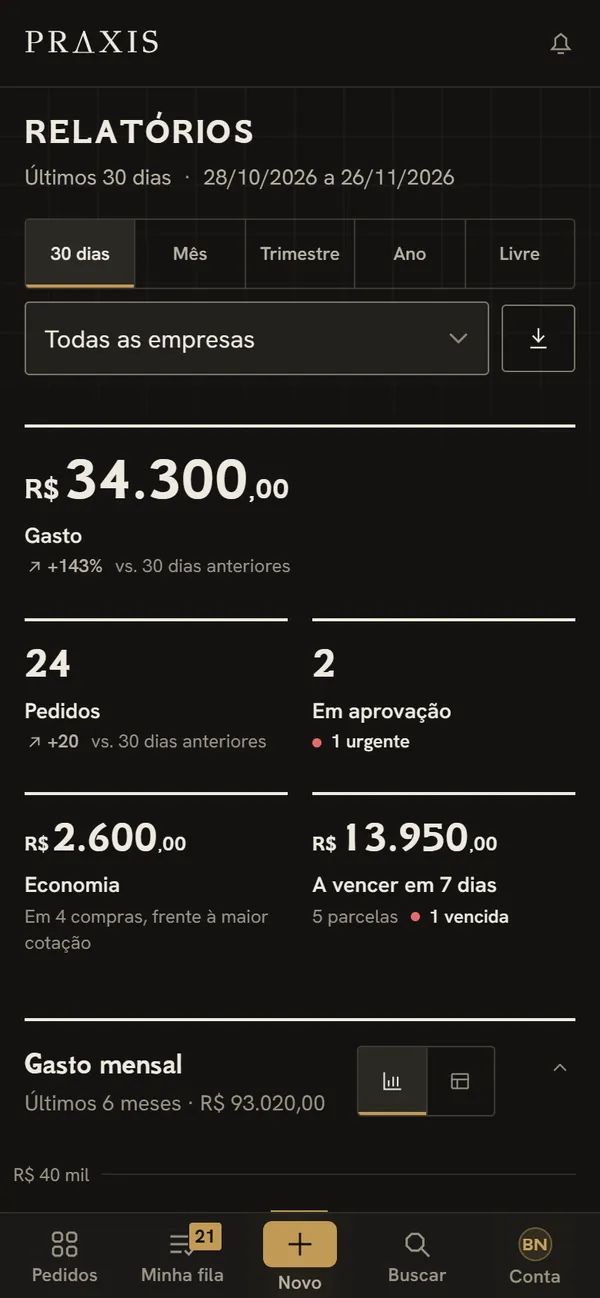 PRΛXIS
RELATÓRIOS
Últimos 30 dias · 28/10/2026 a 26/11/2026
30 dias Mês Trimestre Ano Livre
Todas as empresas
R$ 34.300,00
Gasto
↗ +143% vs. 30 dias anteriores
24
Pedidos
↗ +20 vs. 30 dias anteriores
2
Em aprovação
1 urgente
R$ 2.600,00
Economia
Em 4 compras, frente à maior
cotação
R$ 13.950,00
A vencer em 7 dias
5 parcelas 1 vencida
Gasto mensal
Últimos 6 meses · R$ 93.020,00
R$ 40 mil
Pedidos
21
Minha fila
Novo
Buscar
BN
Conta